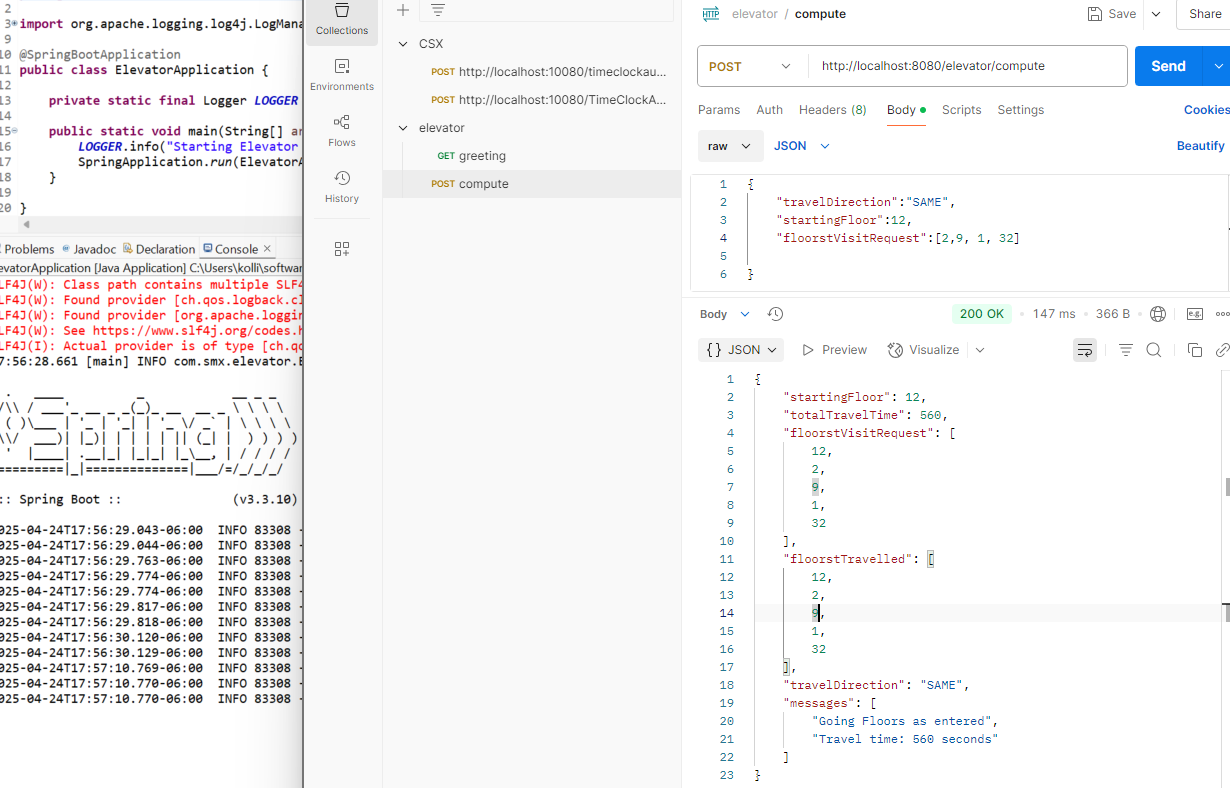 2
3 import org.apache.logging.log4j.LogMana
9
10 @SpringBootApplication
11 public class ElevatorApplication {
12
13 private static final Logger LOGGER
14
15 public static void main(String[] ar
16 LOGGER.info("Starting Elevator
17 SpringApplication.run(ElevatorA
18 }
19
20 }
Problems Javadoc Declaration Console
evatorApplication [Java Application] C:\Users\kolli\softwar
LF4J(W): Class path contains multiple SLF4
LF4J(W): Found provider [ch.qos.logback.cl
LF4J(W): Found provider [org.apache.loggin
LF4J(W): See https://www.slf4j.org/codes.h
LF4J(I): Actual provider is of type [ch.qo
7:56:28.661 [main] INFO com.smx.elevator.E
:: Spring Boot :: (v3.3.10)
025-04-24T17:56:29.043-06:00 INFO 83308 -
025-04-24T17:56:29.044-06:00 INFO 83308 -
025-04-24T17:56:29.763-06:00 INFO 83308 -
025-04-24T17:56:29.774-06:00 INFO 83308 -
025-04-24T17:56:29.774-06:00 INFO 83308 -
025-04-24T17:56:29.817-06:00 INFO 83308 -
025-04-24T17:56:29.818-06:00 INFO 83308 -
025-04-24T17:56:30.120-06:00 INFO 83308 -
025-04-24T17:56:30.129-06:00 INFO 83308 -
025-04-24T17:57:10.769-06:00 INFO 83308 -
025-04-24T17:57:10.770-06:00 INFO 83308 -
025-04-24T17:57:10.770-06:00 INFO 83308 -
Collections
Environments
Flows
History
CSX
POST http://localhost:10080/timeclockau...
POST http://localhost:10080/TimeClockA...
elevator
GET greeting
POST compute
HTTP elevator / compute Save Share
POST http://localhost:8080/elevator/compute Send
Params Auth Headers (8) Body Scripts Settings Cookies
raw JSON Beautify
1 {
2 "travelDirection":"SAME",
3 "startingFloor":12,
4 "floorstVisitRequest":[2,9, 1, 32]
5
6 }
Body 200 OK • 147 ms • 366 B • e.g.
{} JSON Preview Visualize
1 {
2 "startingFloor": 12,
3 "totalTravelTime": 560,
4 "floorstVisitRequest": [
5 12,
6 2,
7 9,
8 1,
9 32
10 ],
11 "floorstTravelled": [
12 12,
13 2,
14 9,
15 1,
16 32
17 ],
18 "travelDirection": "SAME",
19 "messages": [
20 "Going Floors as entered",
21 "Travel time: 560 seconds"
22 ]
23 }